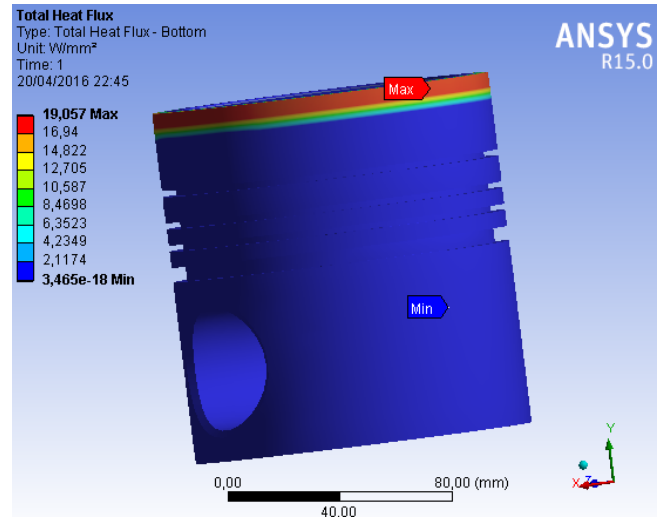 Total Heat Flux
Type: Total Heat Flux - Bottom
Unit: W/mm²
Time: 1
20/04/2016 22:45
ANSYS
R15.0
19,057 Max
16,94
14,822
12,705
10,587
8,4698
6,3523
4,2349
2,1174
3,465e-18 Min
Max
Min
0,00
80,00 (mm)
40.00
Y
X
Z